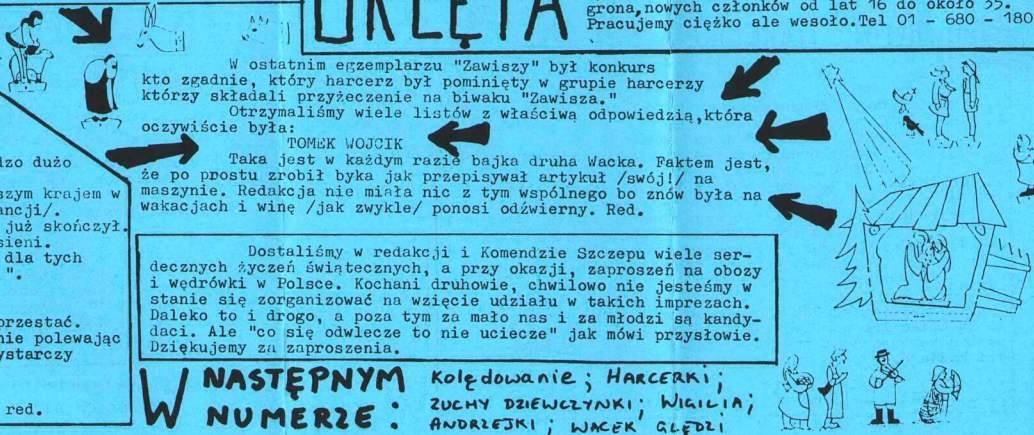 grona,nowych członków od lat 16 do około 35.
Pracujemy ciężko ale wesoło.Tel 01 - 680 - 180
W ostatnim egzemplarzu "Zawiszy" był konkurs
kto zgadnie, który harcerz był pominięty w grupie harcerzy
którzy składali przyżeczenie na biwaku "Zawisza."
Otrzymaliśmy wiele listów z właściwą odpowiedzią,która
oczywiście była:
TOMEK WOJCIK
Taka jest w każdym razie bajka druha Wacka. Faktem jest,
że po prostu zrobił byka jak przepisywał artykuł /swój!/ na
maszynie. Redakcja nie miała nic z tym wspólnego bo znów była na
wakacjach i winę /jak zwykle/ ponosi odźwierny. Red.
dzo dużo
szym krajem w
ancji/.
już skończył.
sieni.
dla tych
".
przestać.
nie polewając
ystarczy
red.
Dostaliśmy w redakcji i Komendzie Szczepu wiele ser-
decznych życzeń świątecznych, a przy okazji, zaproszeń na obozy
i wędrówki w Polsce. Kochani druhowie, chwilowo nie jesteśmy w
stanie się zorganizować na wzięcie udziału w takich imprezach.
Daleko to i drogo, a poza tym za mało nas i za młodzi są kandy-
daci. Ale "co się odwlecze to nie uciecze" jak mówi przysłowie.
Dziękujemy za zaproszenia.
W NASTĘPNYM
NUMERZE :
Kolędowanie ; HARCERKI ;
ZUCHY DZIEWCZYNKI ; WIGILIA ;
ANDRZEJKI ; WACEK GLĘDZI